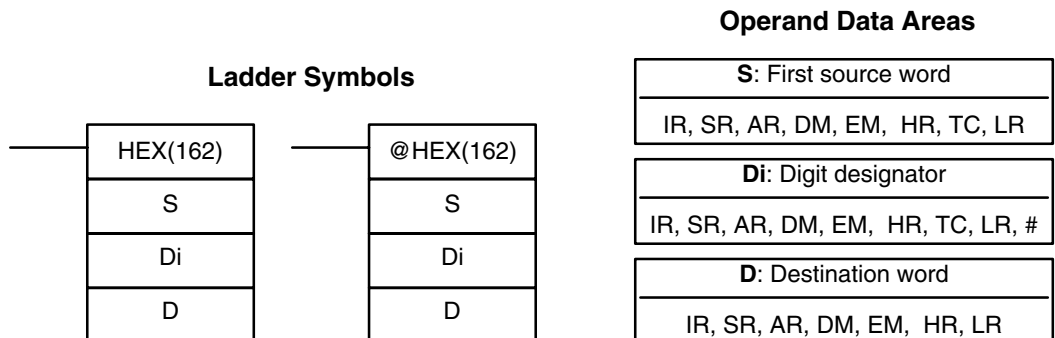 Operand Data Areas
Ladder Symbols
HEX(162)
S
Di
D
@HEX(162)
S
Di
D
S: First source word
IR, SR, AR, DM, EM, HR, TC, LR
Di: Digit designator
IR, SR, AR, DM, EM, HR, TC, LR, #
D: Destination word
IR, SR, AR, DM, EM, HR, LR